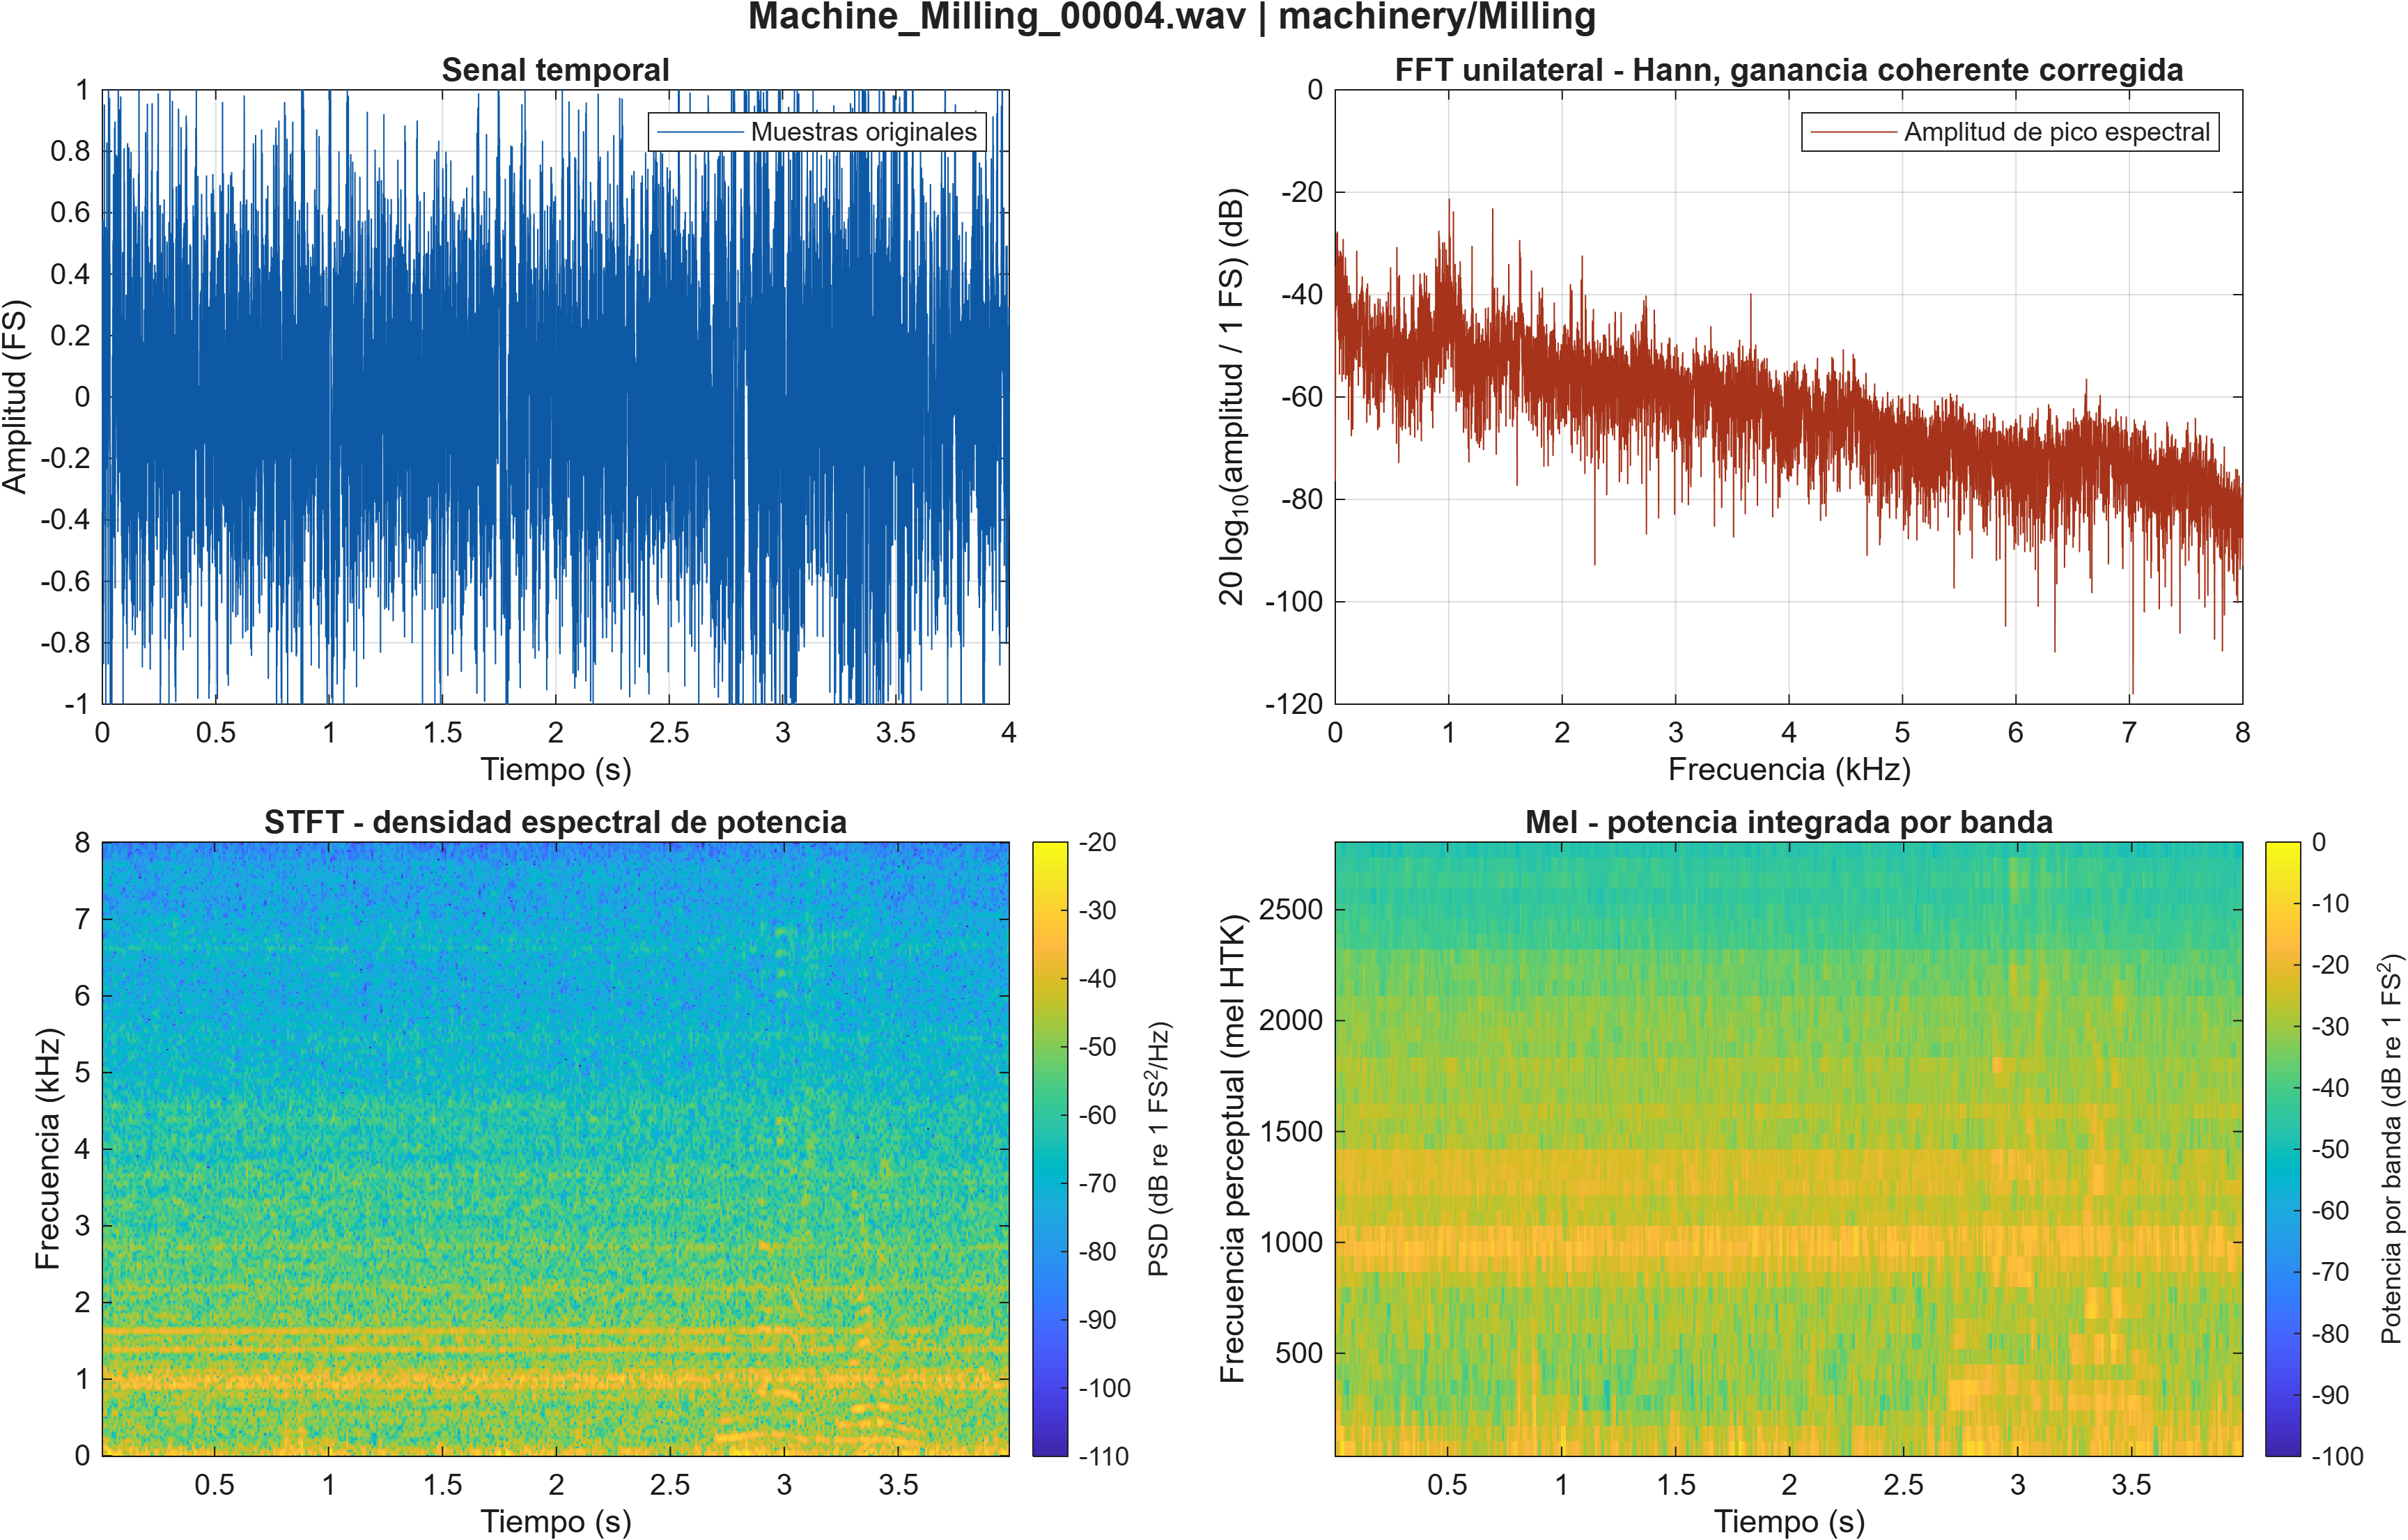 Machine_Milling_00004.wav | machinery/Milling
Senal temporal
1
0.8
0.6
0.4
0.2
0
-0.2
-0.4
-0.6
-0.8
-1
Amplitud (FS)
Muestras originales
0 0.5 1 1.5 2 2.5 3 3.5 4
Tiempo (s)
FFT unilateral - Hann, ganancia coherente corregida
0
-20
-40
-60
-80
-100
-120
20 log10(amplitud / 1 FS) (dB)
Amplitud de pico espectral
0 1 2 3 4 5 6 7 8
Frecuencia (kHz)
STFT - densidad espectral de potencia
8
7
6
5
4
3
2
1
0
Frecuencia (kHz)
0.5 1 1.5 2 2.5 3 3.5
Tiempo (s)
-20
-30
-40
-50
-60
-70
-80
-90
-100
-110
PSD (dB re 1 FS²/Hz)
Mel - potencia integrada por banda
2500
2000
1500
1000
500
Frecuencia perceptual (mel HTK)
0.5 1 1.5 2 2.5 3 3.5
Tiempo (s)
0
-10
-20
-30
-40
-50
-60
-70
-80
-90
-100
Potencia por banda (dB re 1 FS²)